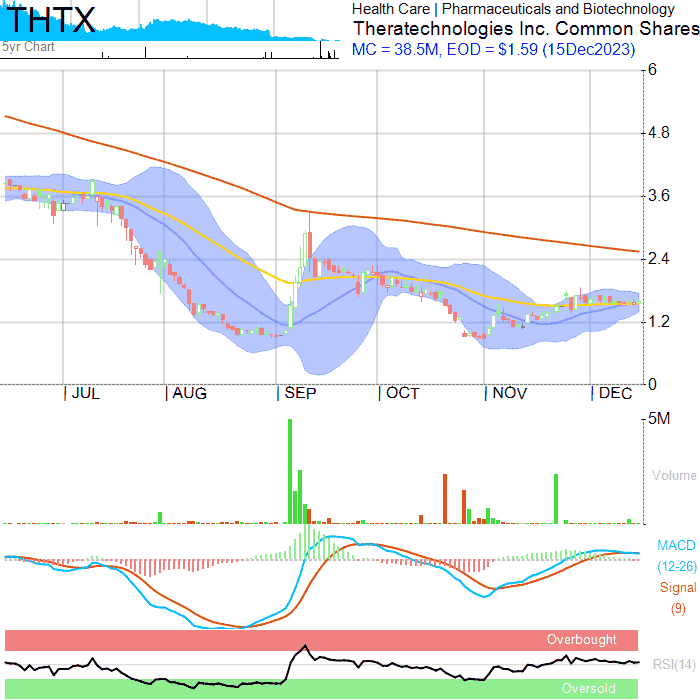 THTX
5yr Chart
Health Care | Pharmaceuticals and Biotechnology
Theratechnologies Inc. Common Shares
MC = 38.5M, EOD = $1.59 (15Dec2023)
6
4.8
3.6
2.4
1.2
0
| JUL | AUG | SEP | OCT | NOV | DEC
5M
Volume
MACD
(12-26)
Signal
(9)
Overbought
RSI(14)
Oversold